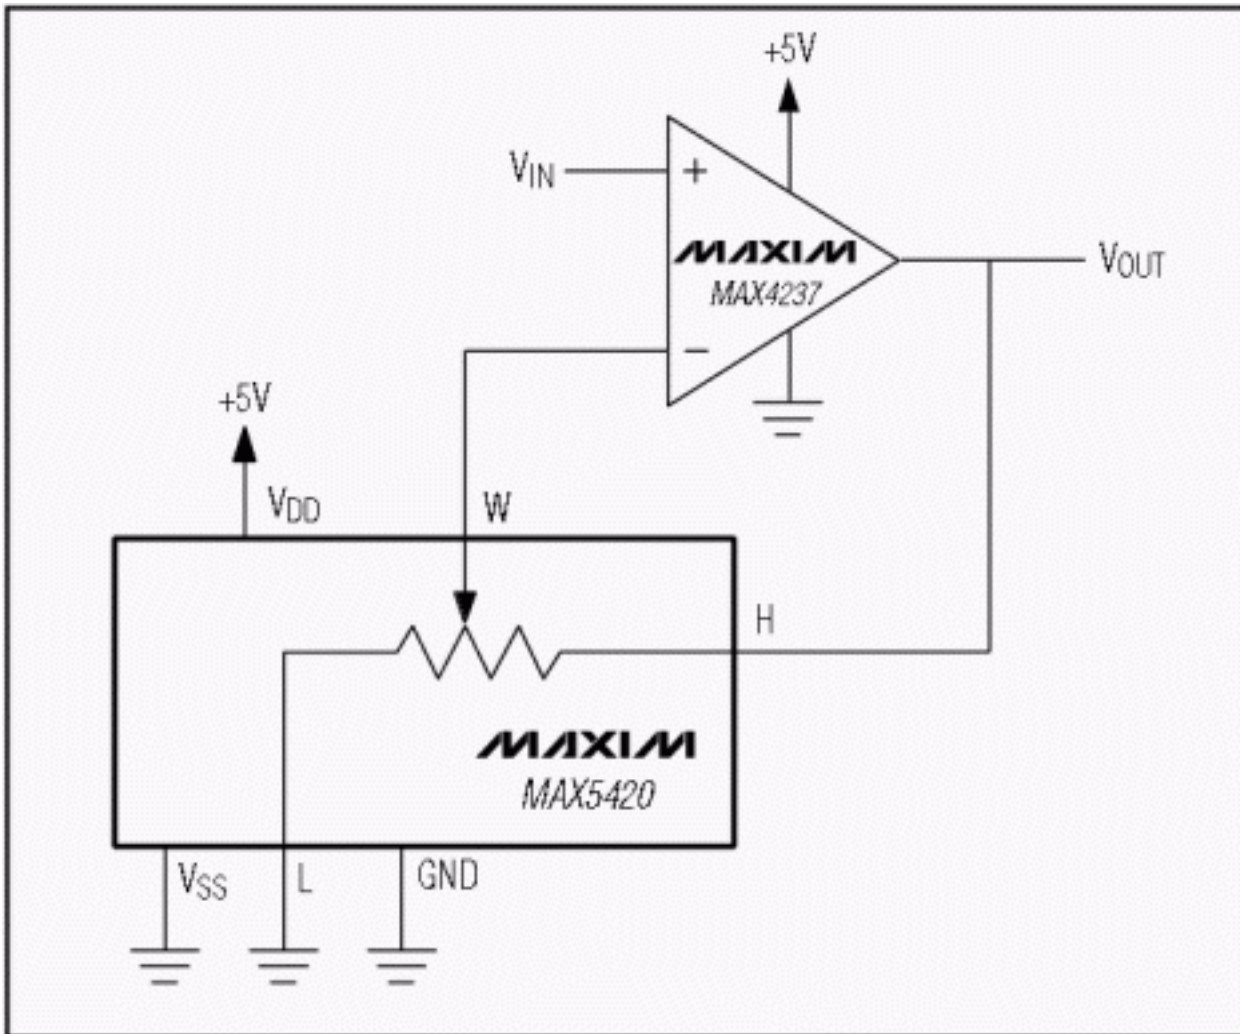 +5V
VIN
+
MAXIM
MAX4237
VOUT
−
+5V
VDD
W
H
MAXIM
MAX5420
VSS
L
GND